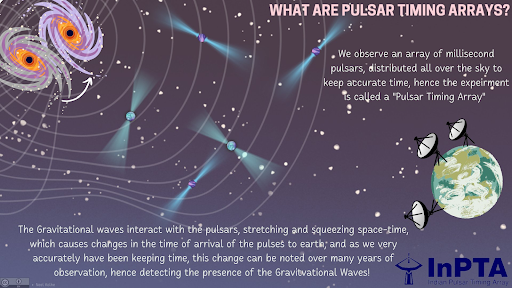 WHAT ARE PULSAR TIMING ARRAYS?
We observe an array of millisecond
pulsars, distributed all over the sky to
keep accurate time, hence the expeirment
is called a "Pulsar Timing Array"
The Gravitational waves interact with the pulsars, stretching and squeezing space-time,
which causes changes in the time of arrival of the pulses to earth, and as we very
accurately have been keeping time, this change can be noted over many years of
observation, hence detecting the presence of the Gravitwational Waves!
InPTA
Indian Pulsar Timing Array